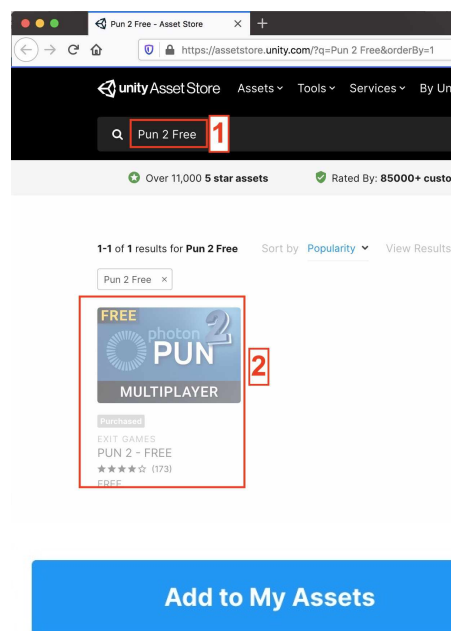 Pun 2 Free - Asset Store
https://assetstore.unity.com/?q=Pun 2 Free&orderBy=1
unity Asset Store Assets Tools Services By Un
Pun 2 Free 1
Over 11,000 5 star assets Rated By: 85000+ custo
1-1 of 1 results for Pun 2 Free Sort by Popularity View Results
Pun 2 Free ×
FREE
photon 2
PUN
MULTIPLAYER
2
Purchased
EXIT GAMES
PUN 2 - FREE
(173)
FREE
Add to My Assets